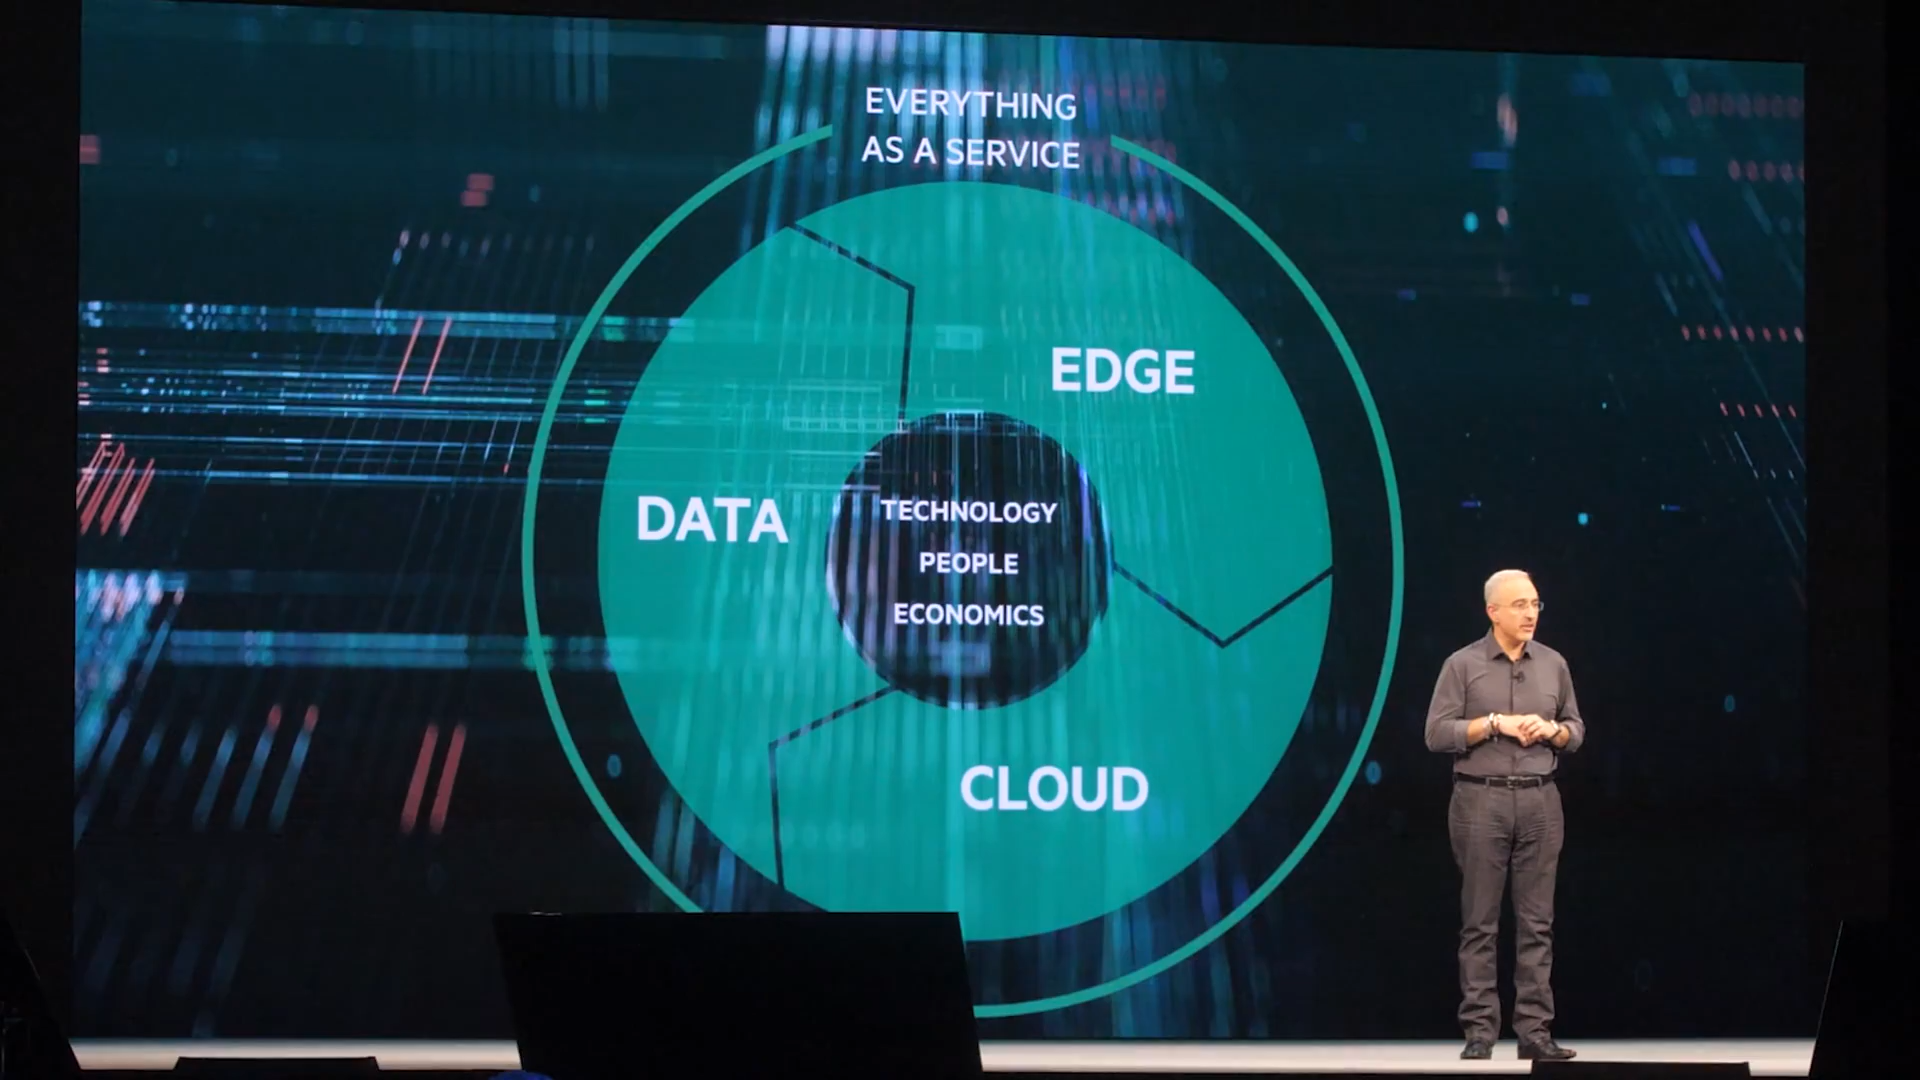 EVERYTHING
AS A SERVICE
EDGE
DATA
TECHNOLOGY
PEOPLE
ECONOMICS
CLOUD